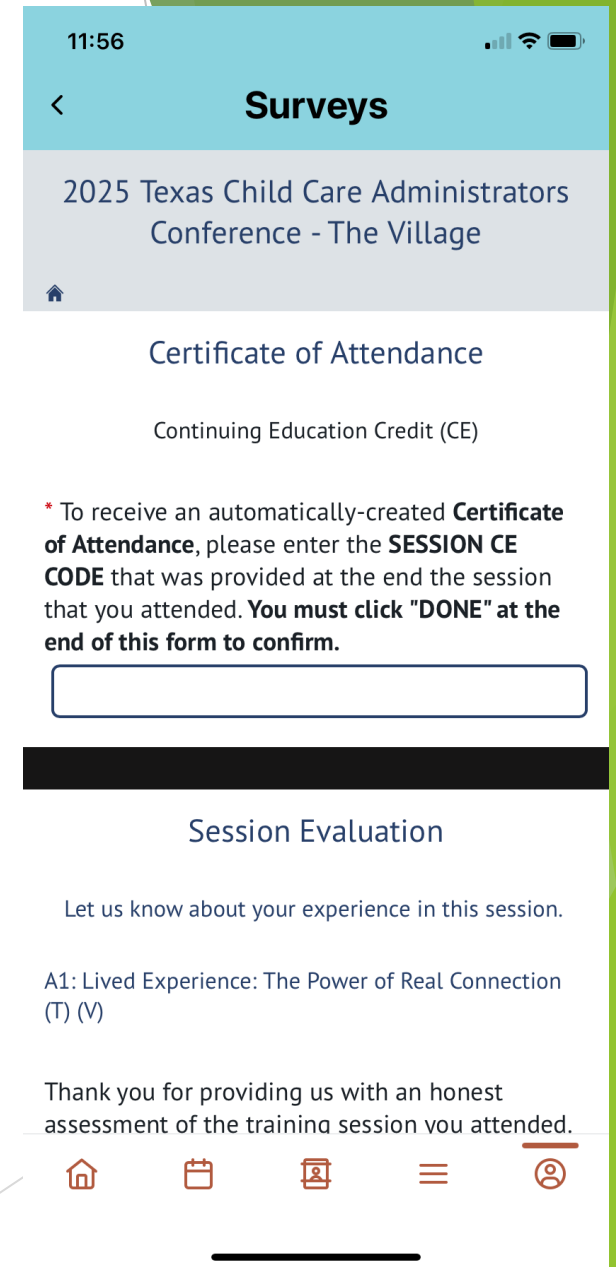 11:56
Surveys
2025 Texas Child Care Administrators
Conference - The Village
Certificate of Attendance
Continuing Education Credit (CE)
* To receive an automatically-created Certificate
of Attendance, please enter the SESSION CE
CODE that was provided at the end the session
that you attended. You must click "DONE" at the
end of this form to confirm.
Session Evaluation
Let us know about your experience in this session.
A1: Lived Experience: The Power of Real Connection
(T) (V)
Thank you for providing us with an honest
assessment of the training session you attended.